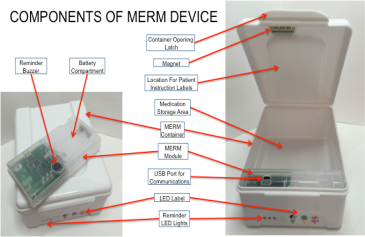 COMPONENTS OF MERM DEVICE
Container Opening
Latch
Reminder
Buzzer
Battery
Compartment
Magnet
Location For Patient
Instruction Labels
Medication
Storage Area
MERM
Container
MERM
Module
USB Port for
Communications
LED Label
Reminder
LED Lights